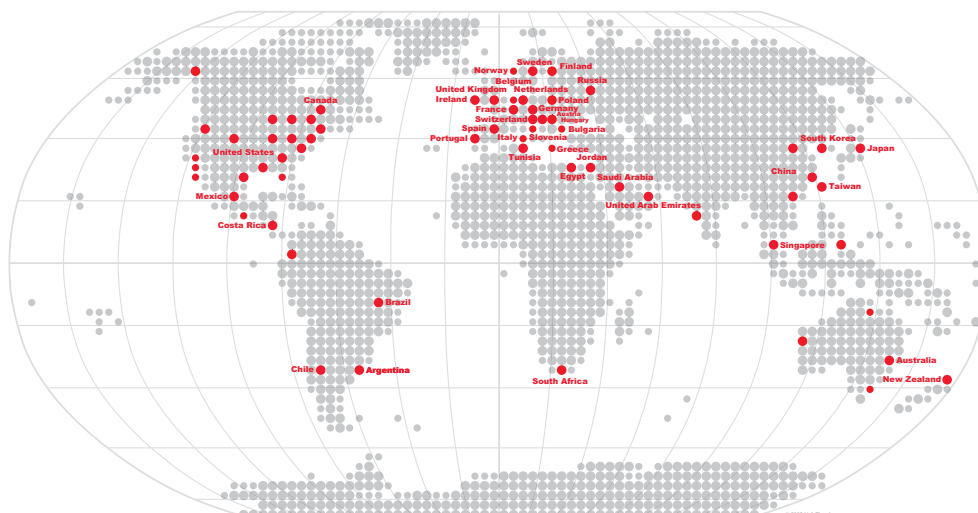 Sweden
Norway
Finland
Belgium
Russia
United Kingdom
Netherlands
Ireland
Poland
Canada
France
Germany
Austria
Switzerland
Hungary
Spain
Bulgaria
Portugal
Italy
Slovenia
South Korea
United States
Tunisia
Greece
Japan
Jordan
Egypt
China
Saudi Arabia
Taiwan
Mexico
United Arab Emirates
Costa Rica
Singapore
Brazil
Australia
Chile
Argentina
South Africa
New Zealand